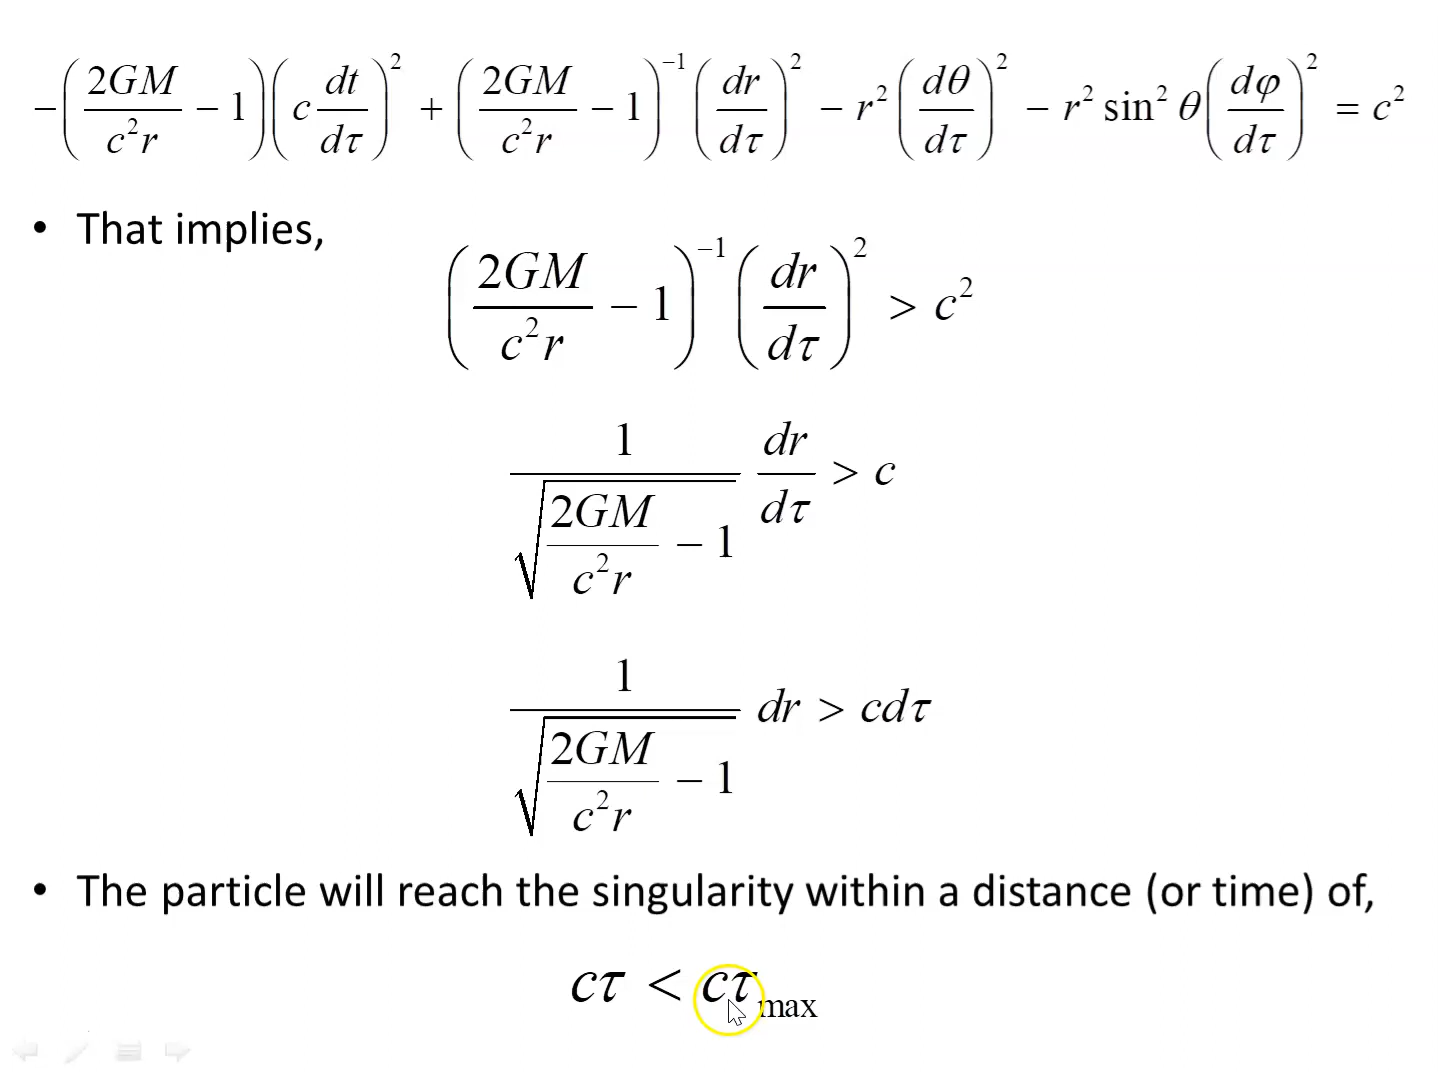 −(2GM/c²r − 1)(c dt/dτ)² + (2GM/c²r − 1)⁻¹(dr/dτ)² − r²(dθ/dτ)² − r² sin² θ(dφ/dτ)² = c²
• That implies,
(2GM/c²r − 1)⁻¹(dr/dτ)² > c²
1/√(2GM/c²r − 1) dr/dτ > c
1/√(2GM/c²r − 1) dr > cdτ
• The particle will reach the singularity within a distance (or time) of,
cτ < cτ_max